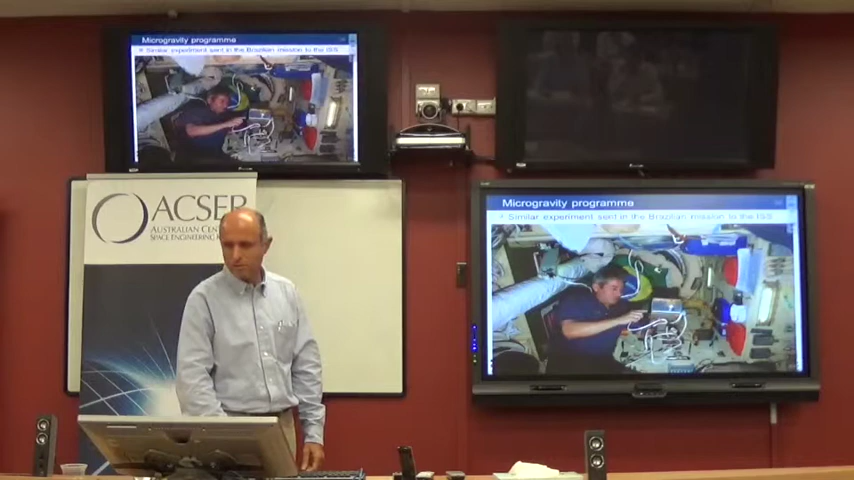 Microgravity programme
Similar experiment sent in the Brazilian mission to the ISS
ACSER
AUSTRALIAN
SPACE ENGINEERING
Microgravity programme
Similar experiment sent in the Brazilian mission to the ISS